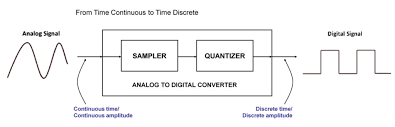 From Time Continuous to Time Discrete
Analog Signal
Digital Signal
SAMPLER
QUANTIZER
ANALOG TO DIGITAL CONVERTER
Continuous time/
Continuous amplitude
Discrete time/
Discrete amplitude